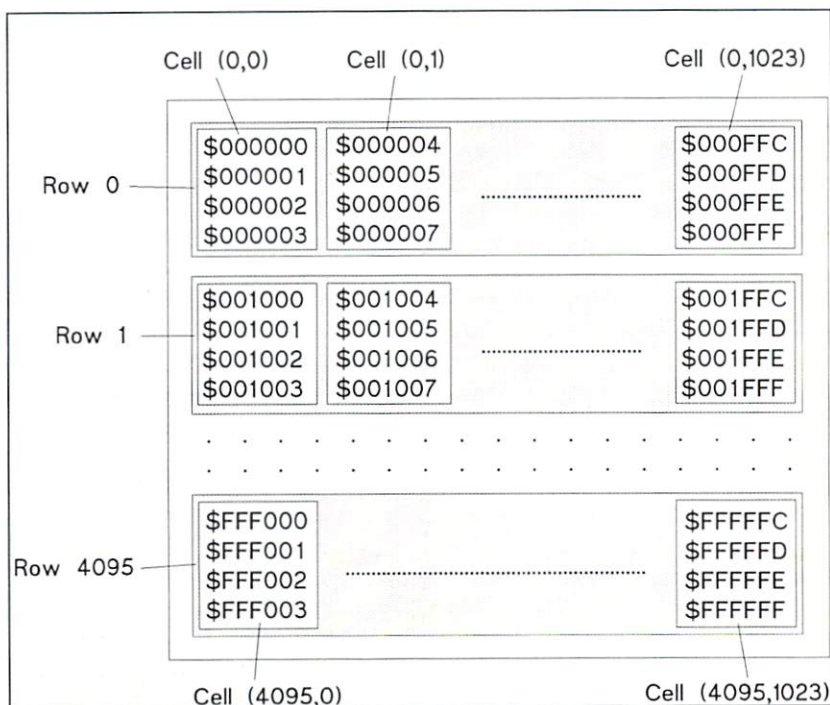 Cell (0,0) Cell (0,1) Cell (0,1023)
$000000 $000004 $000FFC
$000001 $000005 $000FFD
Row 0
$000002 $000006 ........................ $000FFE
$000003 $000007 $000FFF
$001000 $001004 $001FFC
$001001 $001005 $001FFD
Row 1
$001002 $001006 ........................ $001FFE
$001003 $001007 $001FFF
. . . . . . . . . . . . . . . . .
. . . . . . . . . . . . . . . . .
$FFF000 $FFFFFC
$FFF001 $FFFFFD
Row 4095
$FFF002 ................................................ $FFFFFE
$FFF003 $FFFFFF
Cell (4095,0) Cell (4095,1023)